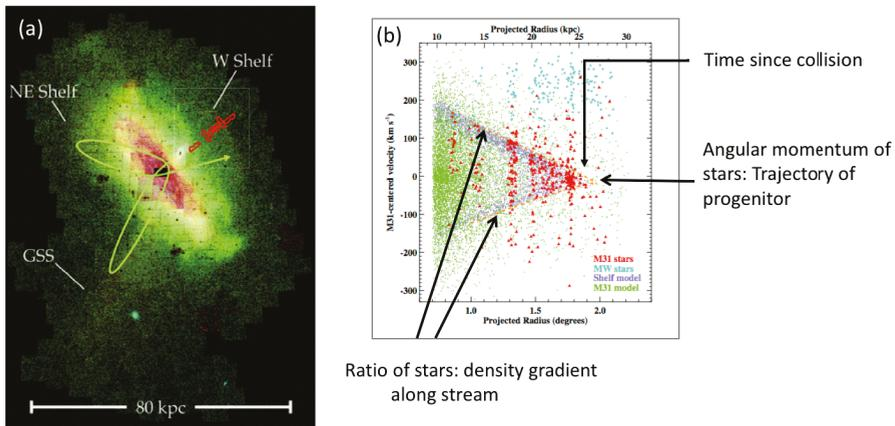 (a)
W Shelf
NE Shelf
GSS
80 kpc
(b)
Projected Radius (kpc)
10 15 20 25 30
M31-centered velocity (km s⁻¹)
300
200
100
0
-100
-200
-300
M31 stars
MW stars
Shelf model
M31 model
1.0 1.5 2.0
Projected Radius (degrees)
Time since collision
Angular momentum of
stars: Trajectory of
progenitor
Ratio of stars: density gradient
along stream